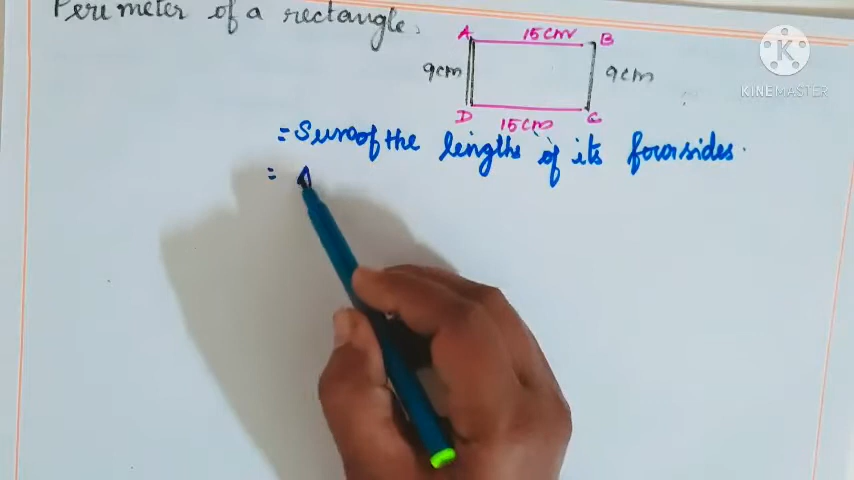 Perimeter of a rectangle.
A 15cm B
9cm 9cm
D 15cm C
= Sum of the lengths of its four sides.
= A
K
KINEMASTER